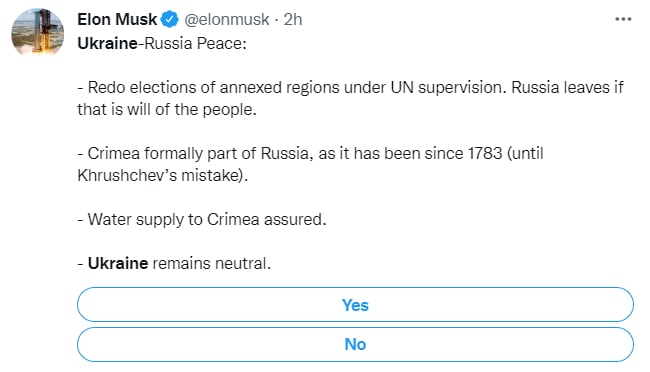 Elon Musk @elonmusk · 2h
Ukraine-Russia Peace:
- Redo elections of annexed regions under UN supervision. Russia leaves if
that is will of the people.
- Crimea formally part of Russia, as it has been since 1783 (until
Khrushchev’s mistake).
- Water supply to Crimea assured.
- Ukraine remains neutral.
Yes
No